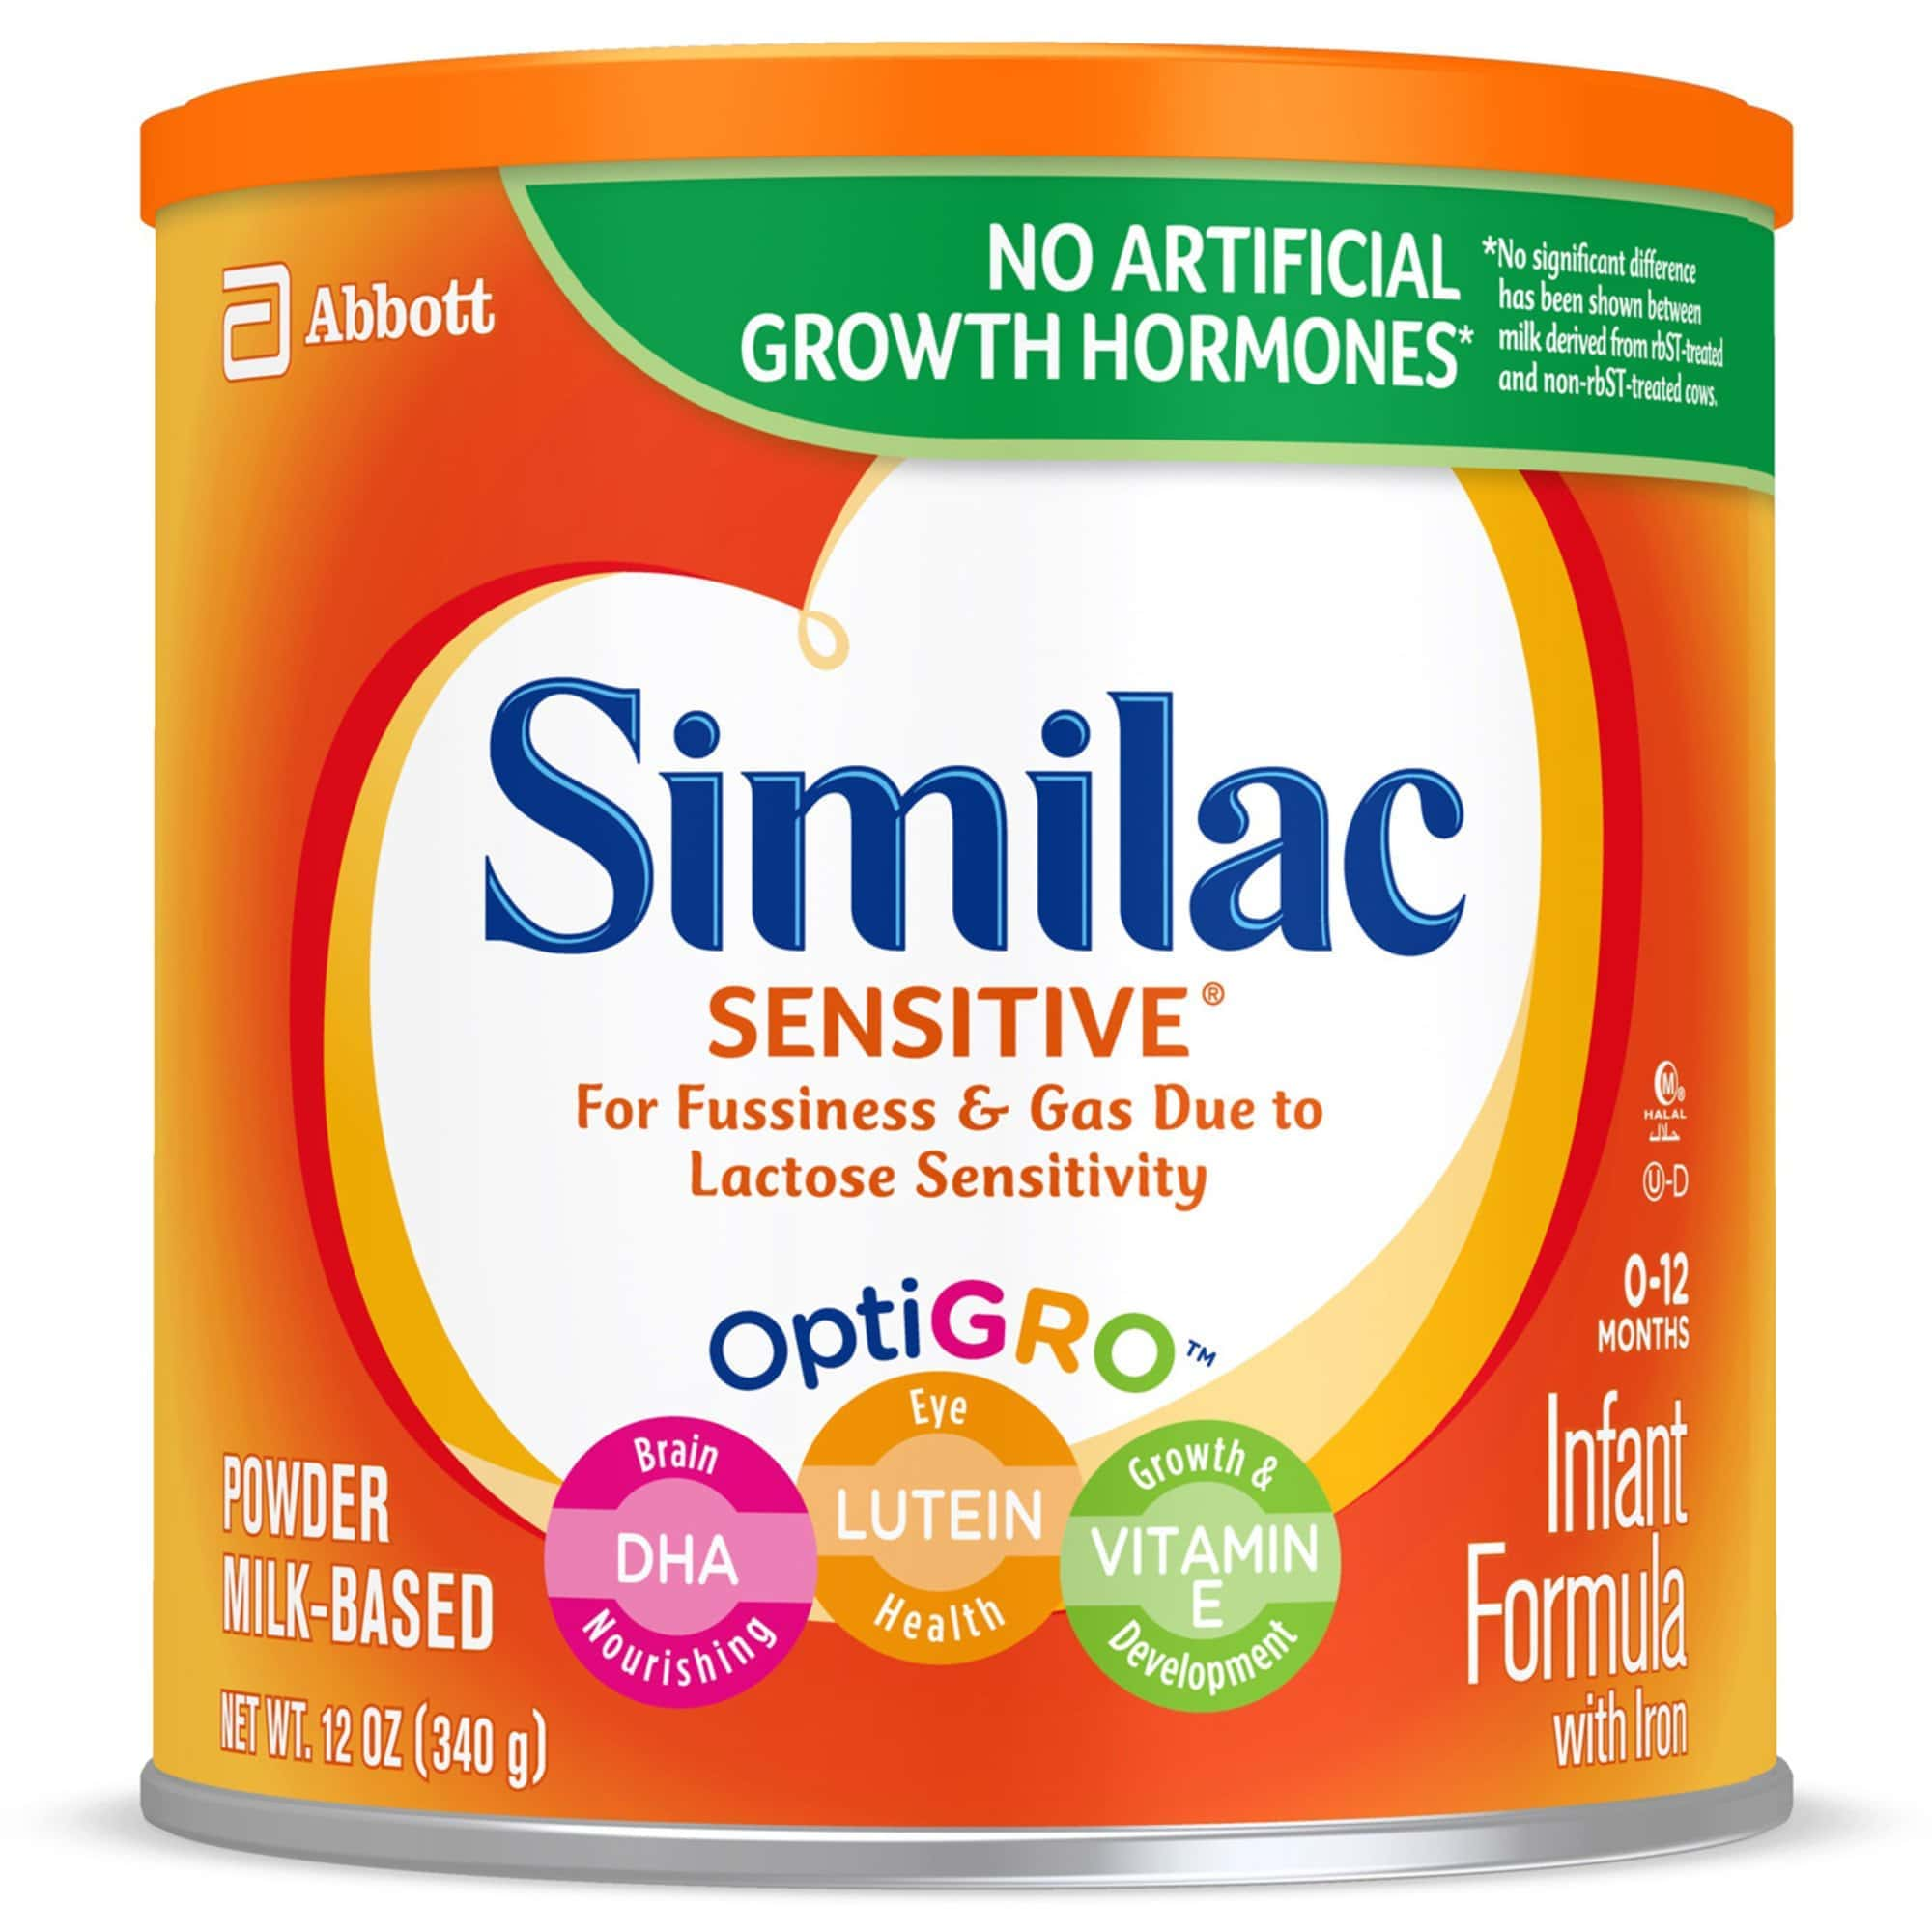 Abbott
NO ARTIFICIAL
GROWTH HORMONES*
*No significant difference
has been shown between
milk derived from rbST-treated
and non-rbST-treated cows.
Similac
SENSITIVE®
For Fussiness & Gas Due to
Lactose Sensitivity
OptiGRO™
Brain
DHA
Nourishing
Eye
LUTEIN
Health
Growth &
VITAMIN
E
Development
POWDER
MILK-BASED
NET WT. 12 OZ (340 g)
M®
HALAL
حلال
U-D
0-12
MONTHS
Infant
Formula
with Iron